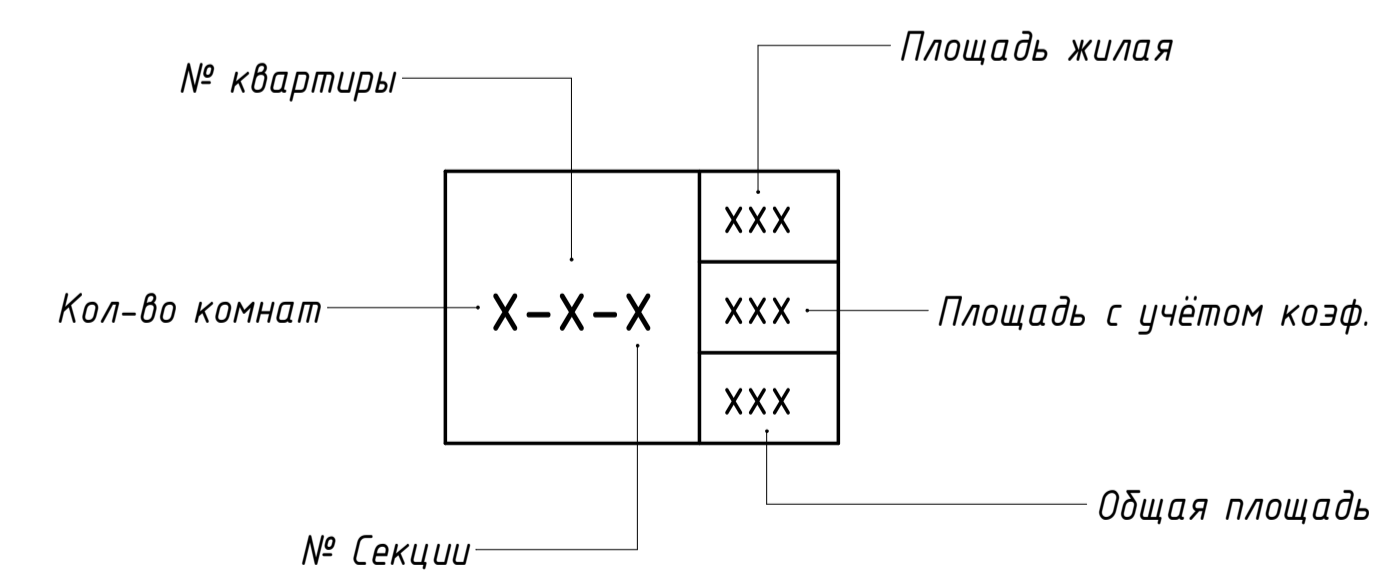 Площадь жилая
№ квартиры
XXX
Кол-во комнат
X-X-X
XXX
Площадь с учётом коэф.
XXX
Общая площадь
№ Секции